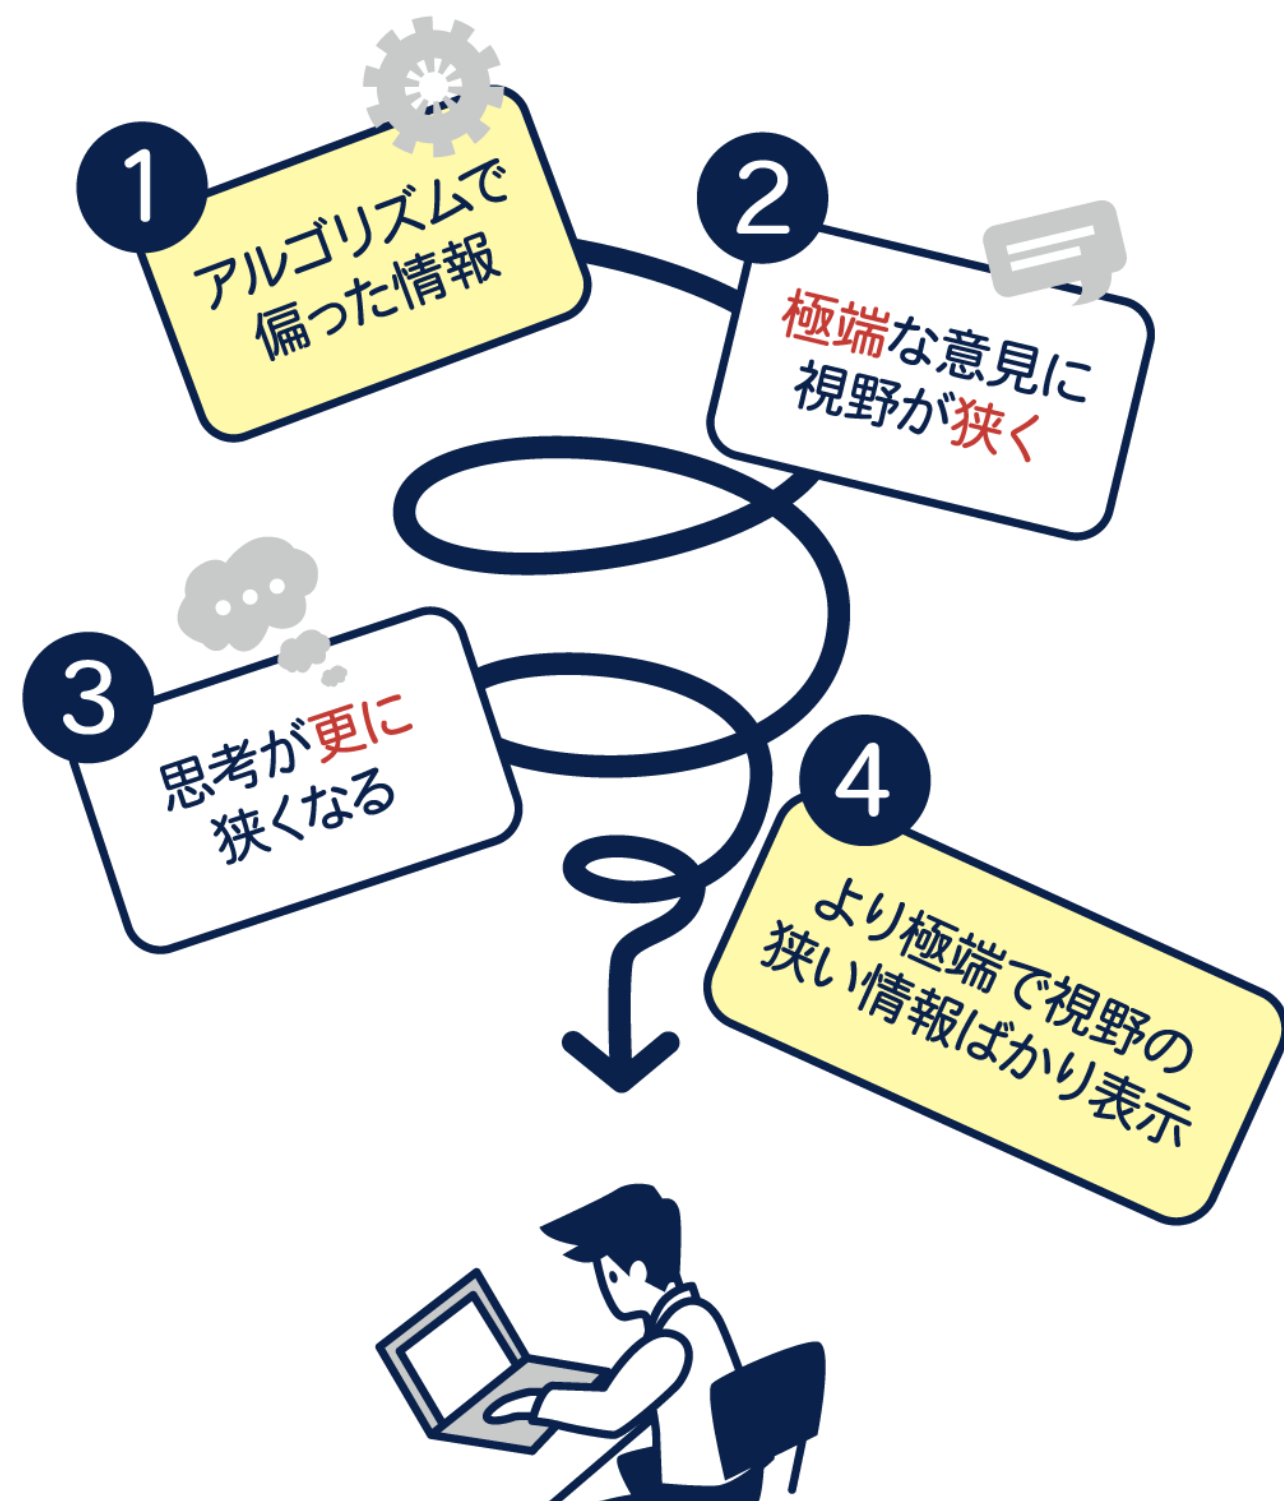 1
アルゴリズムで
偏った情報
2
極端な意見に
視野が狭く
3
思考が更に
狭くなる
4
より極端で視野の
狭い情報ばかり表示